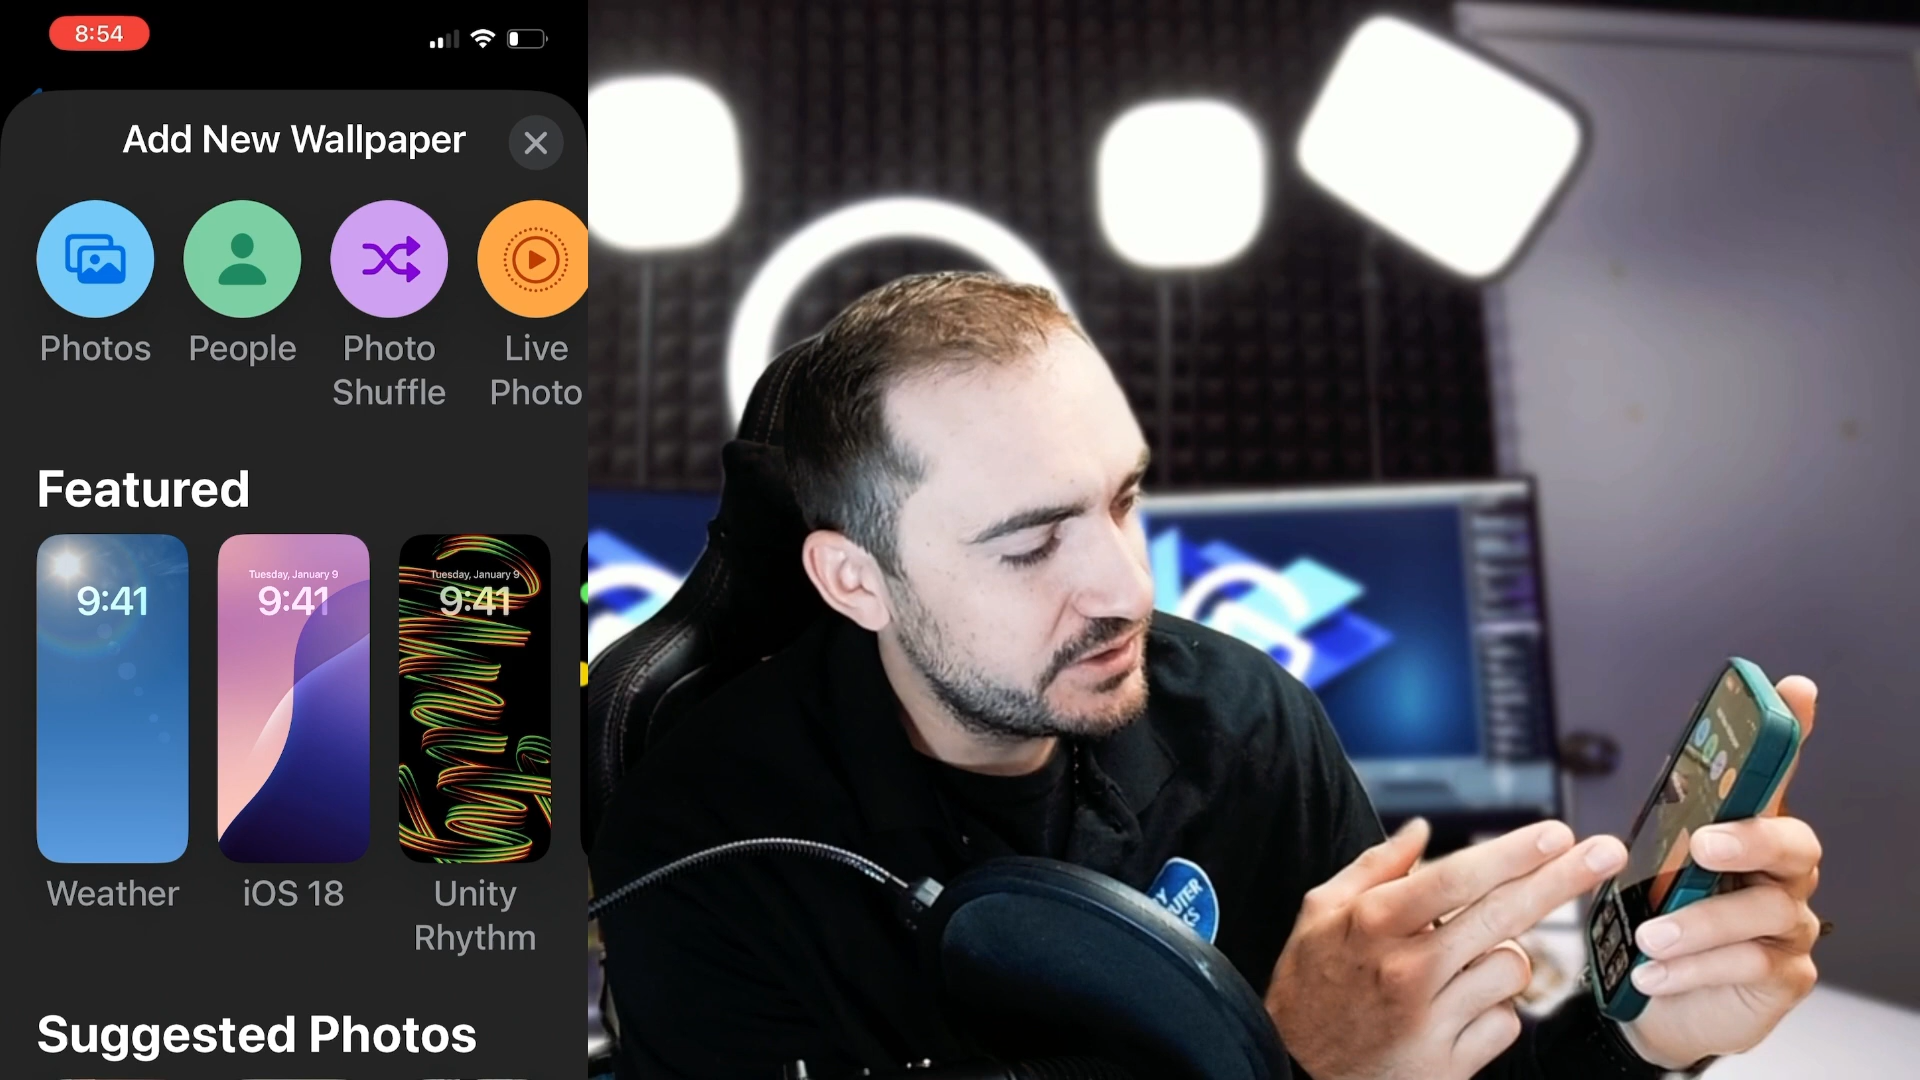 8:54
Add New Wallpaper
Photos
People
Photo
Shuffle
Live
Photo
Featured
9:41
Tuesday, January 9
9:41
Tuesday, January 9
9:41
Weather
iOS 18
Unity
Rhythm
Suggested Photos